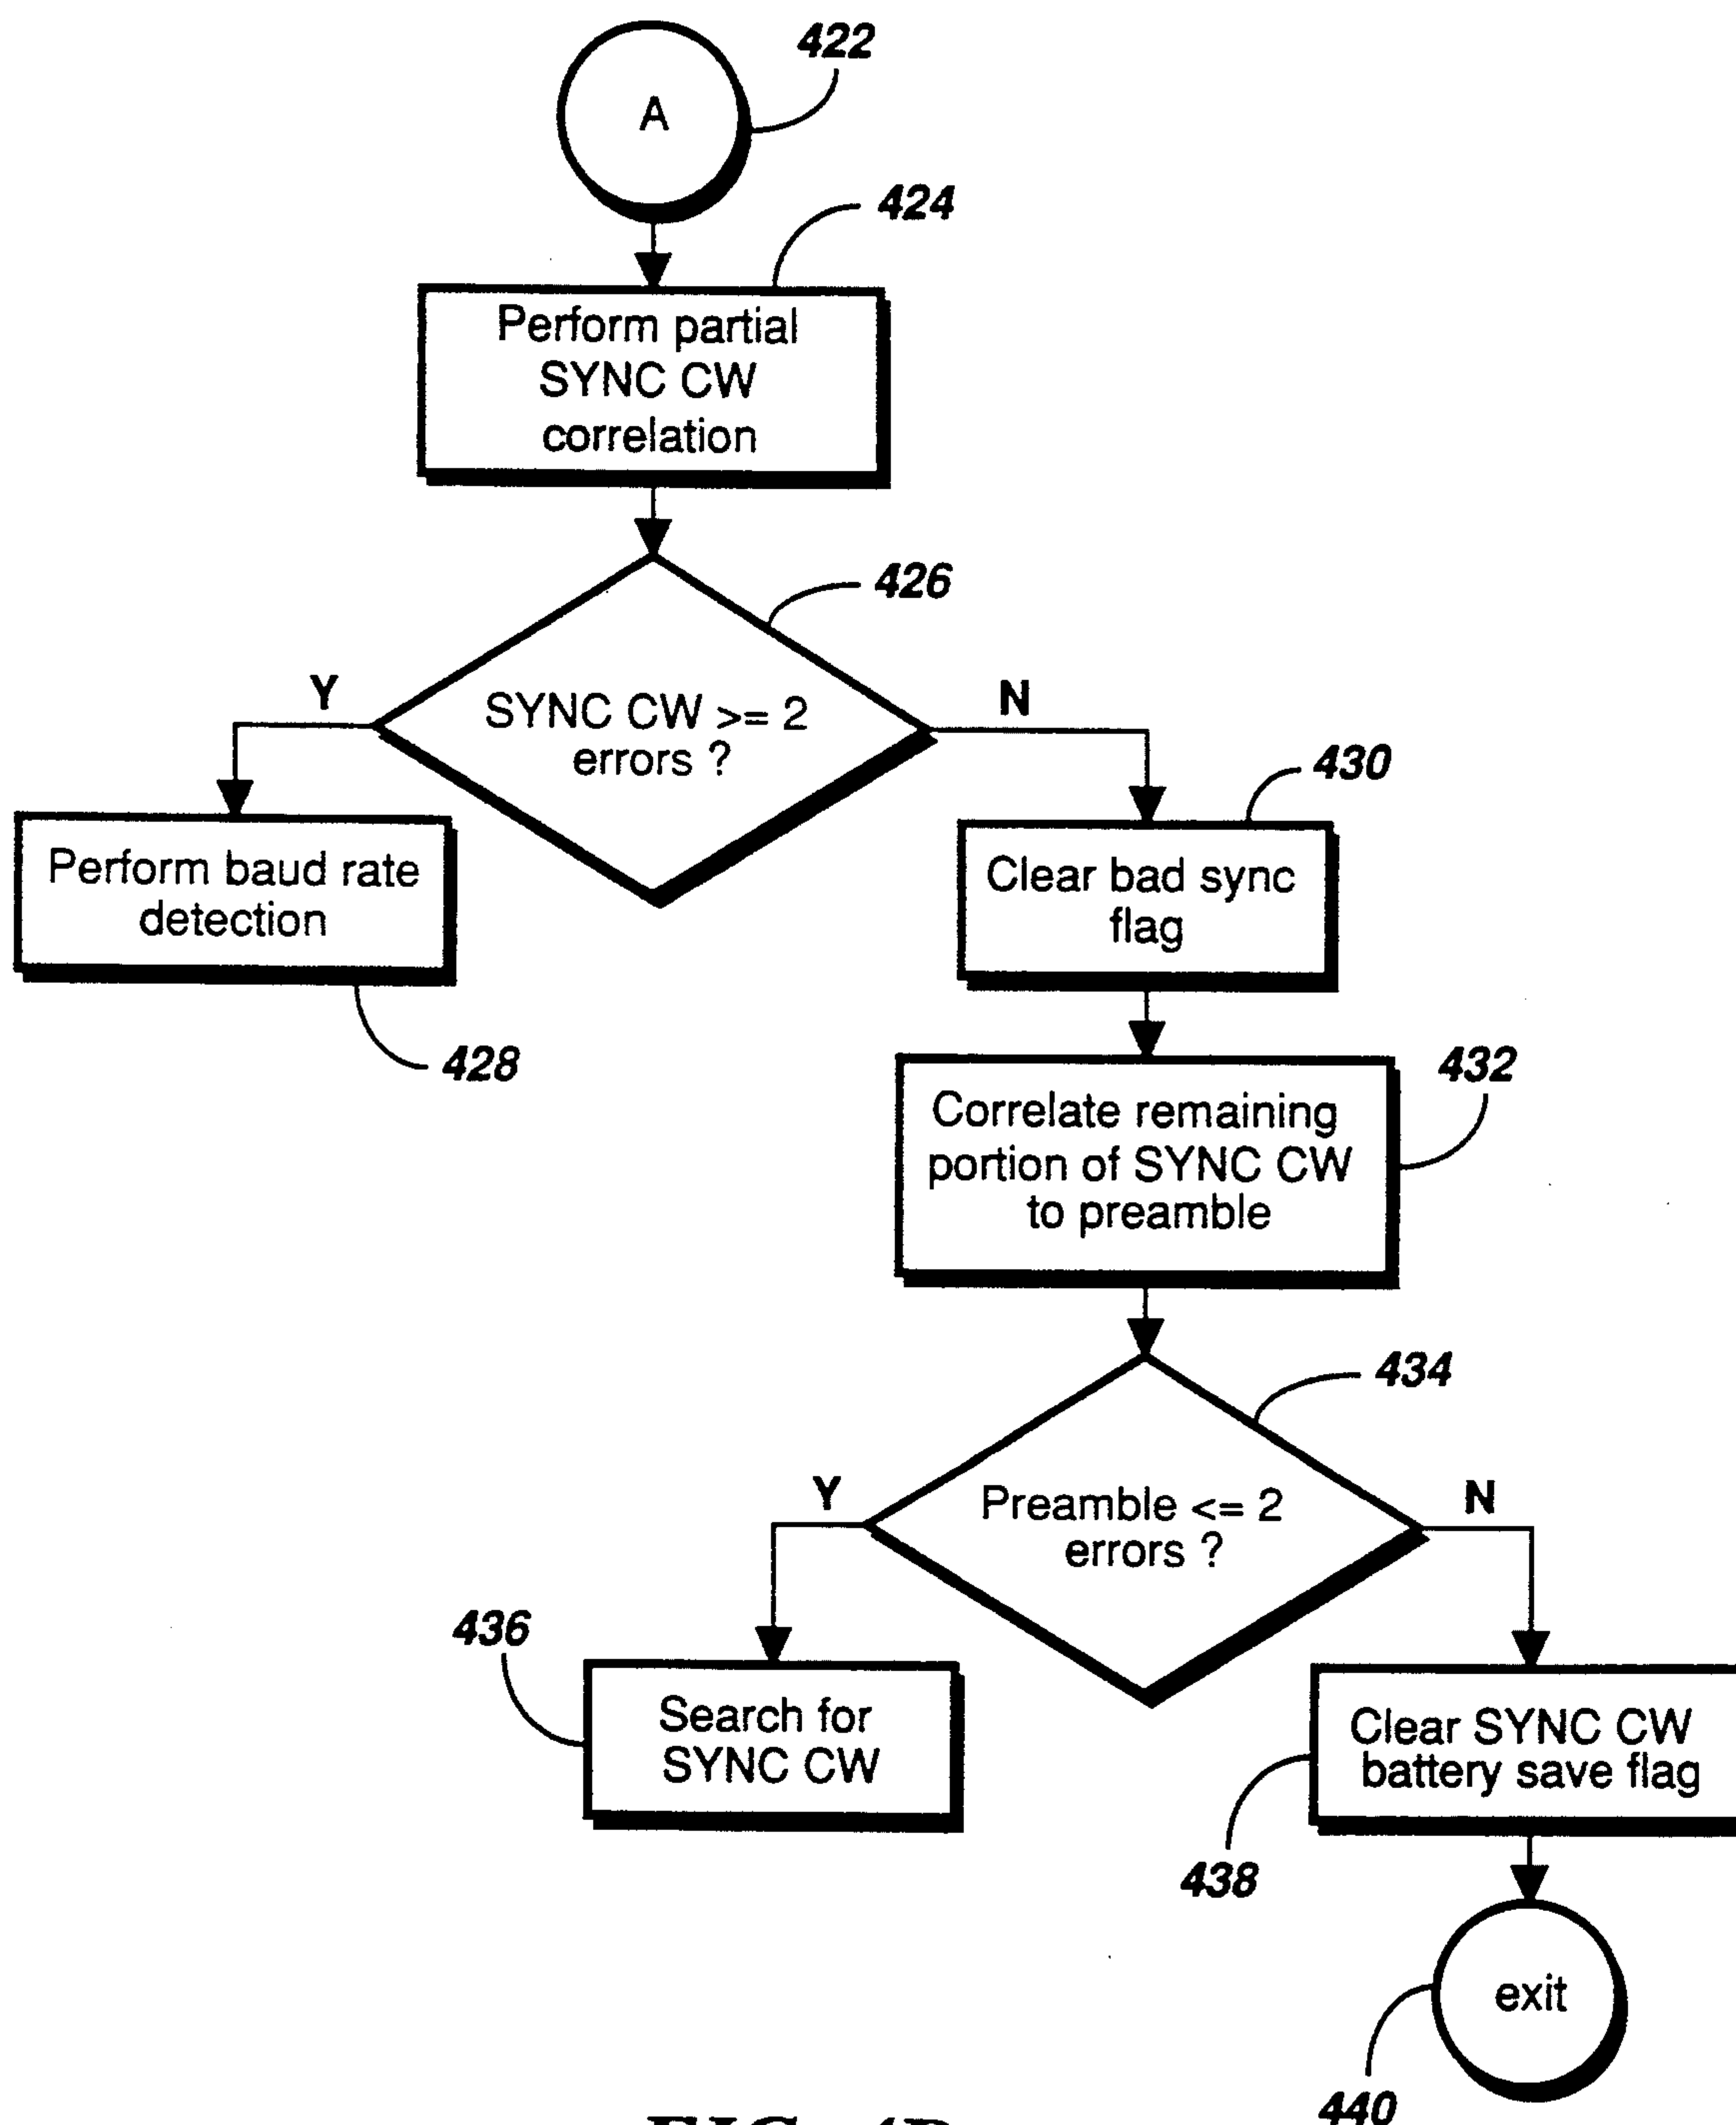 422
A
424
Perform partial
SYNC CW
correlation
426
Y
N
SYNC CW >= 2
errors ?
430
Perform baud rate
detection
Clear bad sync
flag
428
432
Correlate remaining
portion of SYNC CW
to preamble
434
Y
N
Preamble <= 2
errors ?
436
Search for
SYNC CW
Clear SYNC CW
battery save flag
438
exit
440